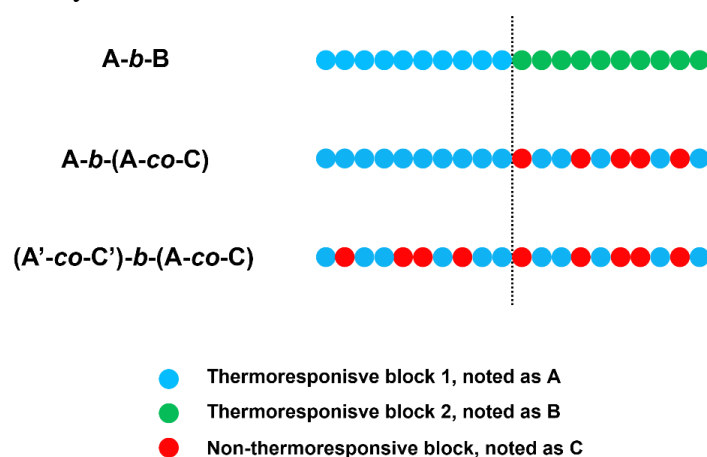 A-b-B
A-b-(A-co-C)
(A'-co-C')-b-(A-co-C)
Thermoresponisve block 1, noted as A
Thermoresponisve block 2, noted as B
Non-thermoresponsive block, noted as C